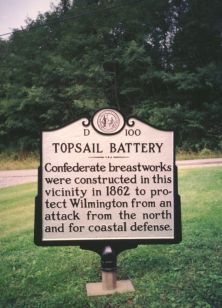 D 100
TOPSAIL BATTERY
Confederate breastworks
were constructed in this
vicinity in 1862 to pro-
tect Wilmington from an
attack from the north
and for coastal defense.